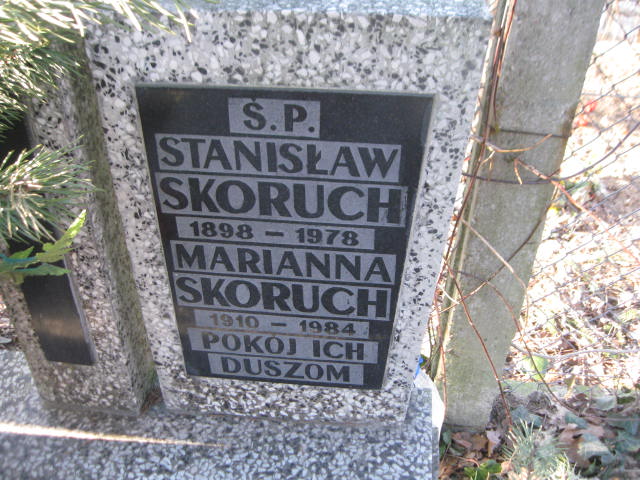 Ś.P.
STANISŁAW
SKORUCH
1898 - 1978
MARIANNA
SKORUCH
1910 - 1984
POKÓJ ICH
DUSZOM